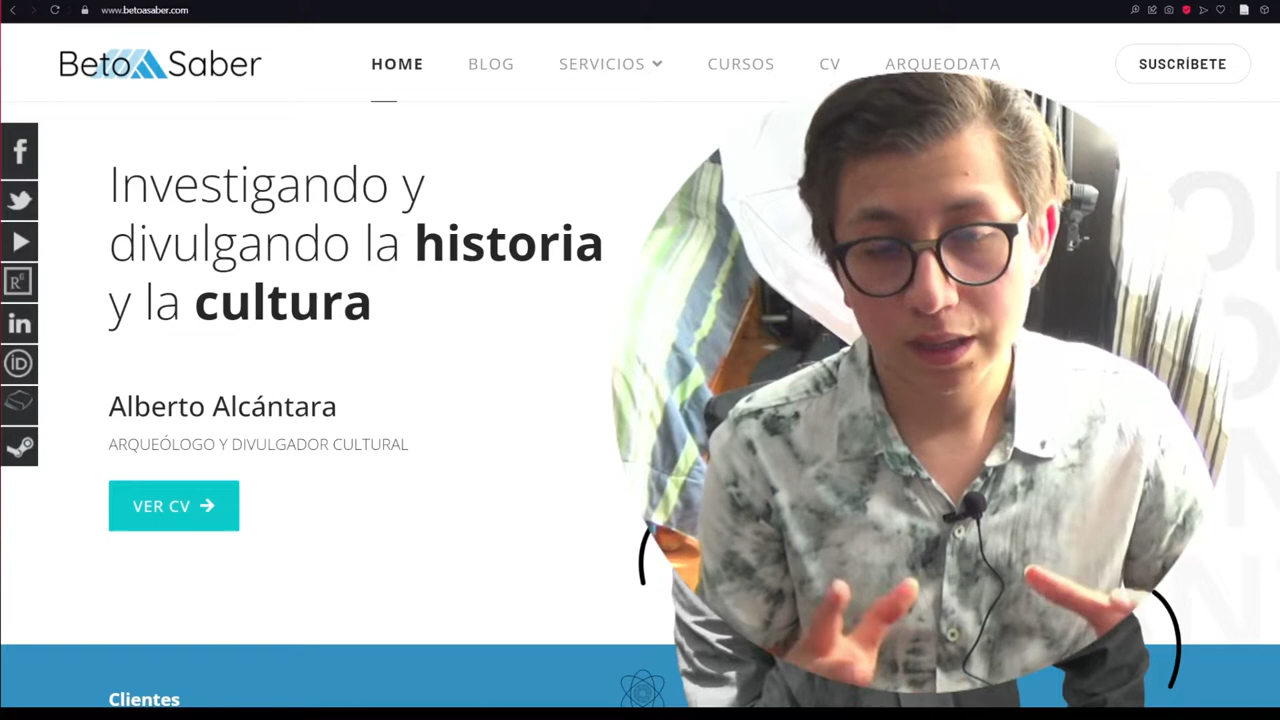 www.betoasaber.com
Beto Saber
HOME
BLOG
SERVICIOS
CURSOS
CV
ARQUEODATA
SUSCRÍBETE
Investigando y
divulgando la historia
y la cultura
Alberto Alcántara
ARQUEÓLOGO Y DIVULGADOR CULTURAL
VER CV
Clientes